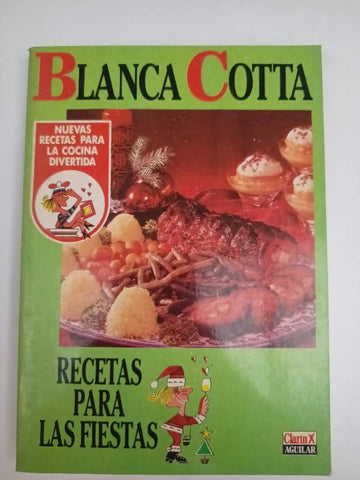 BLANCA COTTA
NUEVAS
RECETAS PARA
LA COCINA
DIVERTIDA
RECETAS
PARA
LAS FIESTAS
Clarín X
AGUILAR